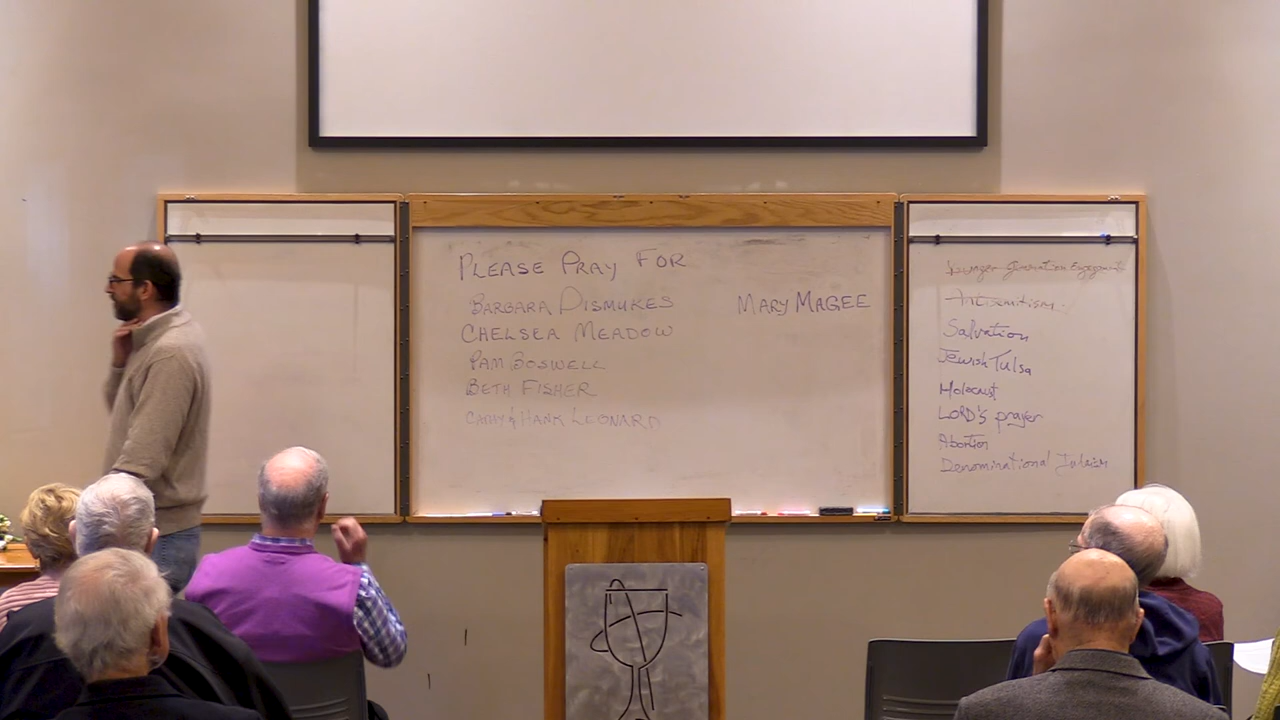 PLEASE PRAY FOR
BARBARA DISMUKES
CHELSEA MEADOW
PAM BOSWELL
BETH FISHER
CATHY & HANK LEONARD
MARY MAGEE
Younger Generation Engagement
Antisemitism
Salvation
Jewish Tulsa
Holocaust
LORD'S prayer
Abortion
Denominational Judaism